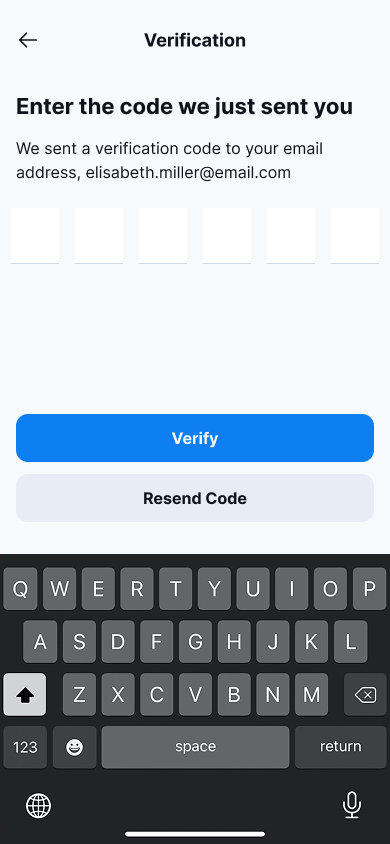 Verification
Enter the code we just sent you
We sent a verification code to your email
address, elisabeth.miller@email.com
Verify
Resend Code
Q W E R T Y U I O P
A S D F G H J K L
Z X C V B N M
123 space return